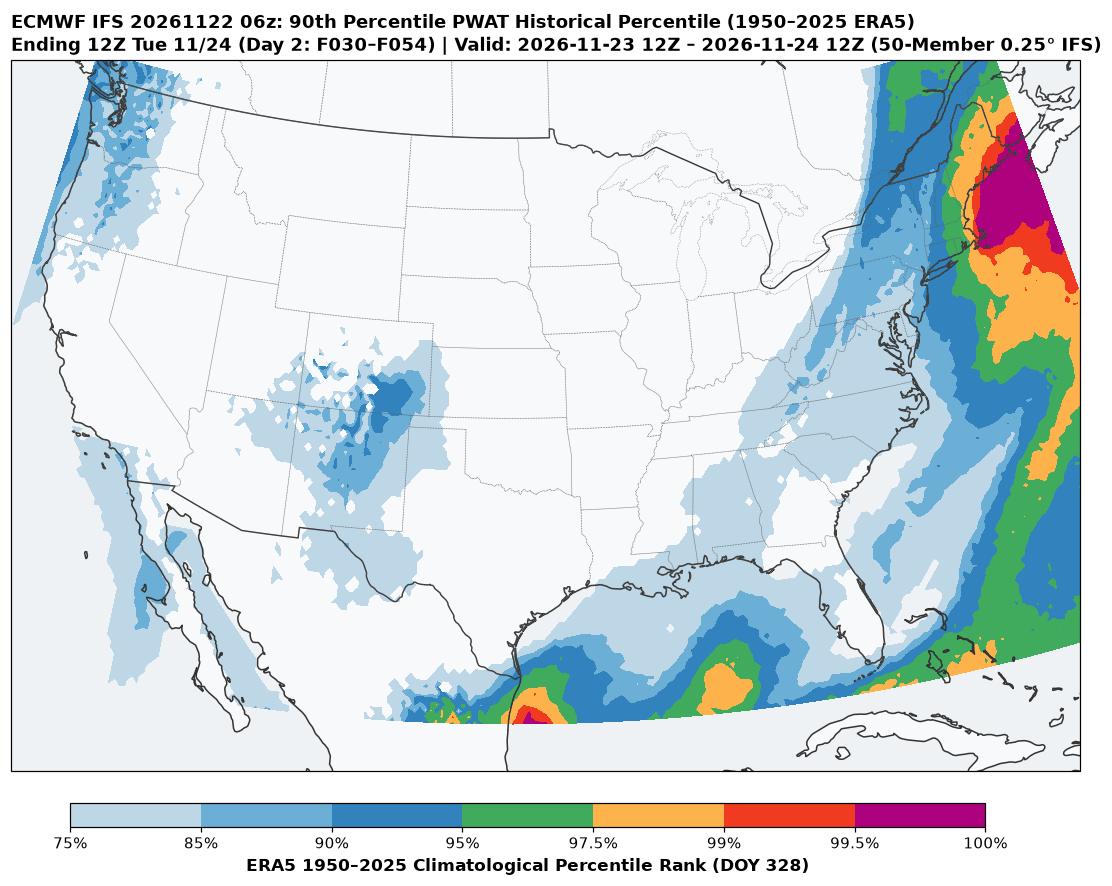 ECMWF IFS 20261122 06z: 90th Percentile PWAT Historical Percentile (1950–2025 ERA5)
Ending 12Z Tue 11/24 (Day 2: F030–F054) | Valid: 2026-11-23 12Z – 2026-11-24 12Z (50-Member 0.25° IFS)
75% 85% 90% 95% 97.5% 99% 99.5% 100%
ERA5 1950–2025 Climatological Percentile Rank (DOY 328)